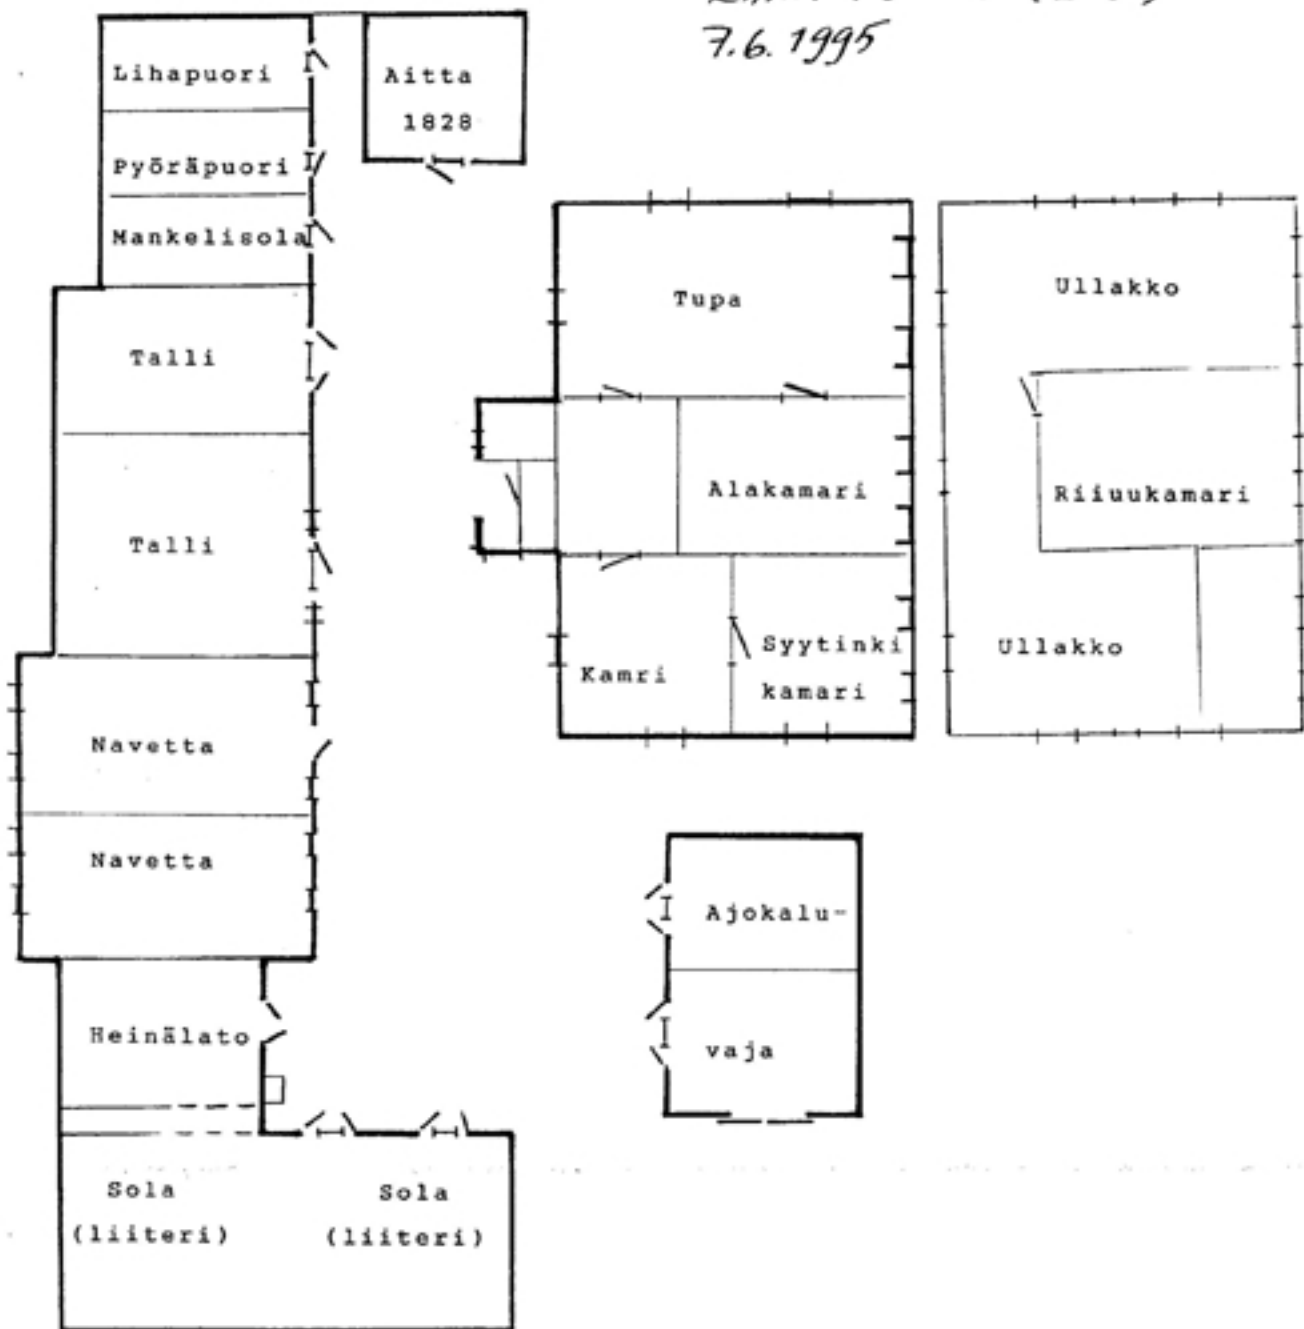 7.6. 1995
Lihapuori
Aitta
1828
Pyöräpuori
Mankelisola
Talli
Talli
Navetta
Navetta
Heinälato
Sola
(liiteri)
Sola
(liiteri)
Tupa
Alakamari
Kamri
Syytinki
kamari
Ullakko
Riiuukamari
Ullakko
Ajokalu-
vaja